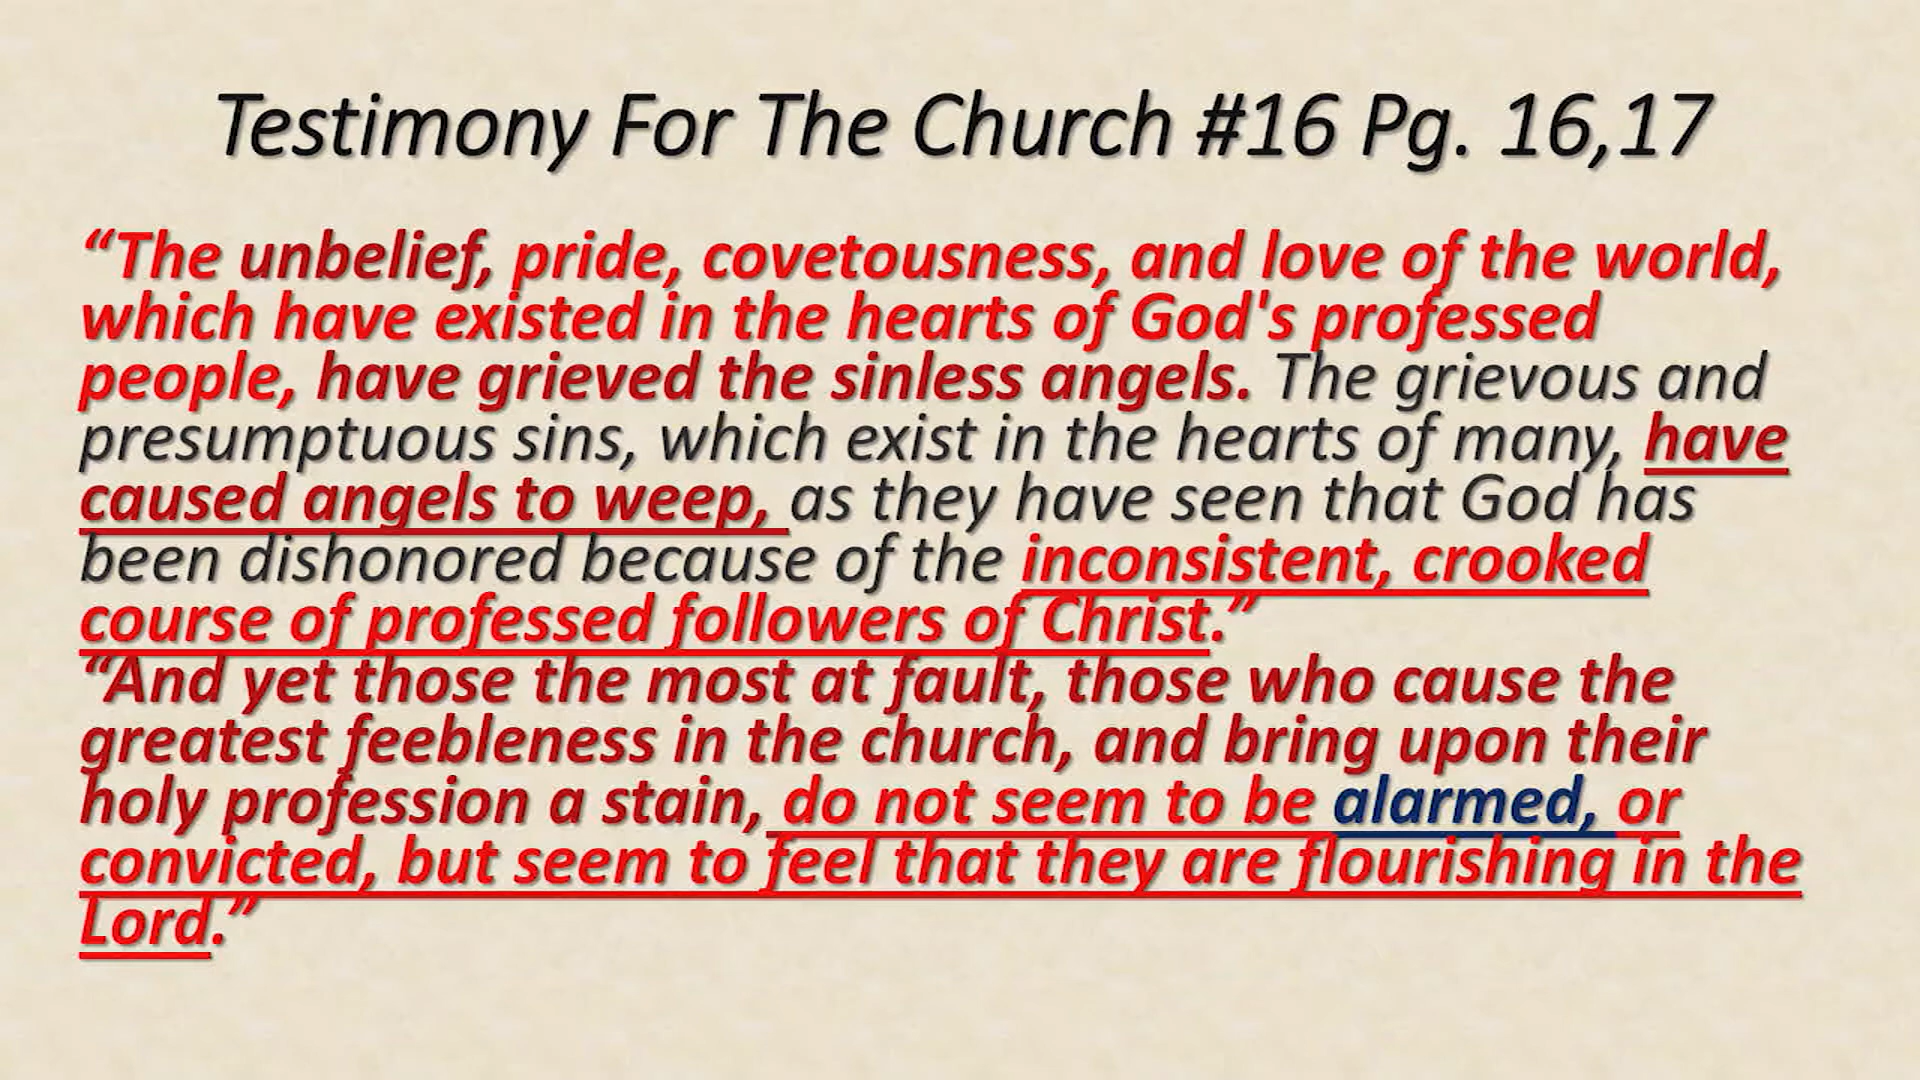 Testimony For The Church #16 Pg. 16,17
“The unbelief, pride, covetousness, and love of the world,
which have existed in the hearts of God's professed
people, have grieved the sinless angels. The grievous and
presumptuous sins, which exist in the hearts of many, have
caused angels to weep, as they have seen that God has
been dishonored because of the inconsistent, crooked
course of professed followers of Christ.”
“And yet those the most at fault, those who cause the
greatest feebleness in the church, and bring upon their
holy profession a stain, do not seem to be alarmed, or
convicted, but seem to feel that they are flourishing in the
Lord.”